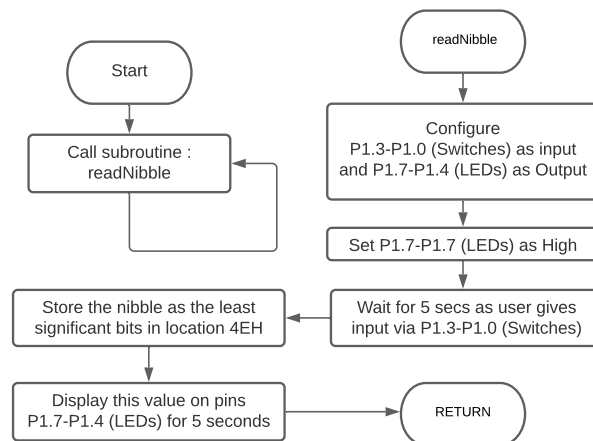 Start
Call subroutine :
readNibble
readNibble
Configure
P1.3-P1.0 (Switches) as input
and P1.7-P1.4 (LEDs) as Output
Set P1.7-P1.7 (LEDs) as High
Wait for 5 secs as user gives
input via P1.3-P1.0 (Switches)
Store the nibble as the least
significant bits in location 4EH
Display this value on pins
P1.7-P1.4 (LEDs) for 5 seconds
RETURN